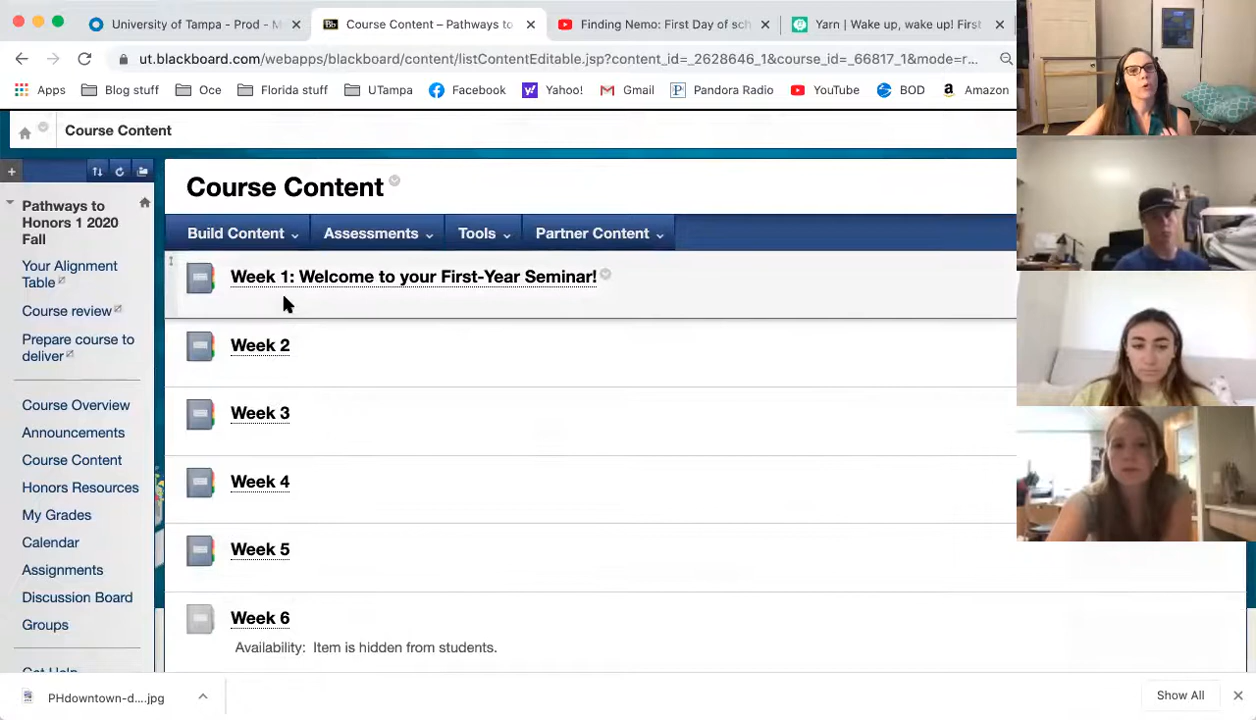 University of Tampa - Prod - M
Course Content – Pathways to
Finding Nemo: First Day of sch
Yarn | Wake up, wake up! First
ut.blackboard.com/webapps/blackboard/content/listContentEditable.jsp?content_id=_2628646_1&course_id=_66817_1&mode=r...
Apps
Blog stuff
Oce
Florida stuff
UTampa
Facebook
Yahoo!
Gmail
Pandora Radio
YouTube
BOD
Amazon
Course Content
Pathways to
Honors 1 2020
Fall
Your Alignment
Table
Course review
Prepare course to
deliver
Course Overview
Announcements
Course Content
Honors Resources
My Grades
Calendar
Assignments
Discussion Board
Groups
Get Help
Course Content
Build Content
Assessments
Tools
Partner Content
Week 1: Welcome to your First-Year Seminar!
Week 2
Week 3
Week 4
Week 5
Week 6
Availability: Item is hidden from students.
PHdowntown-d....jpg
Show All